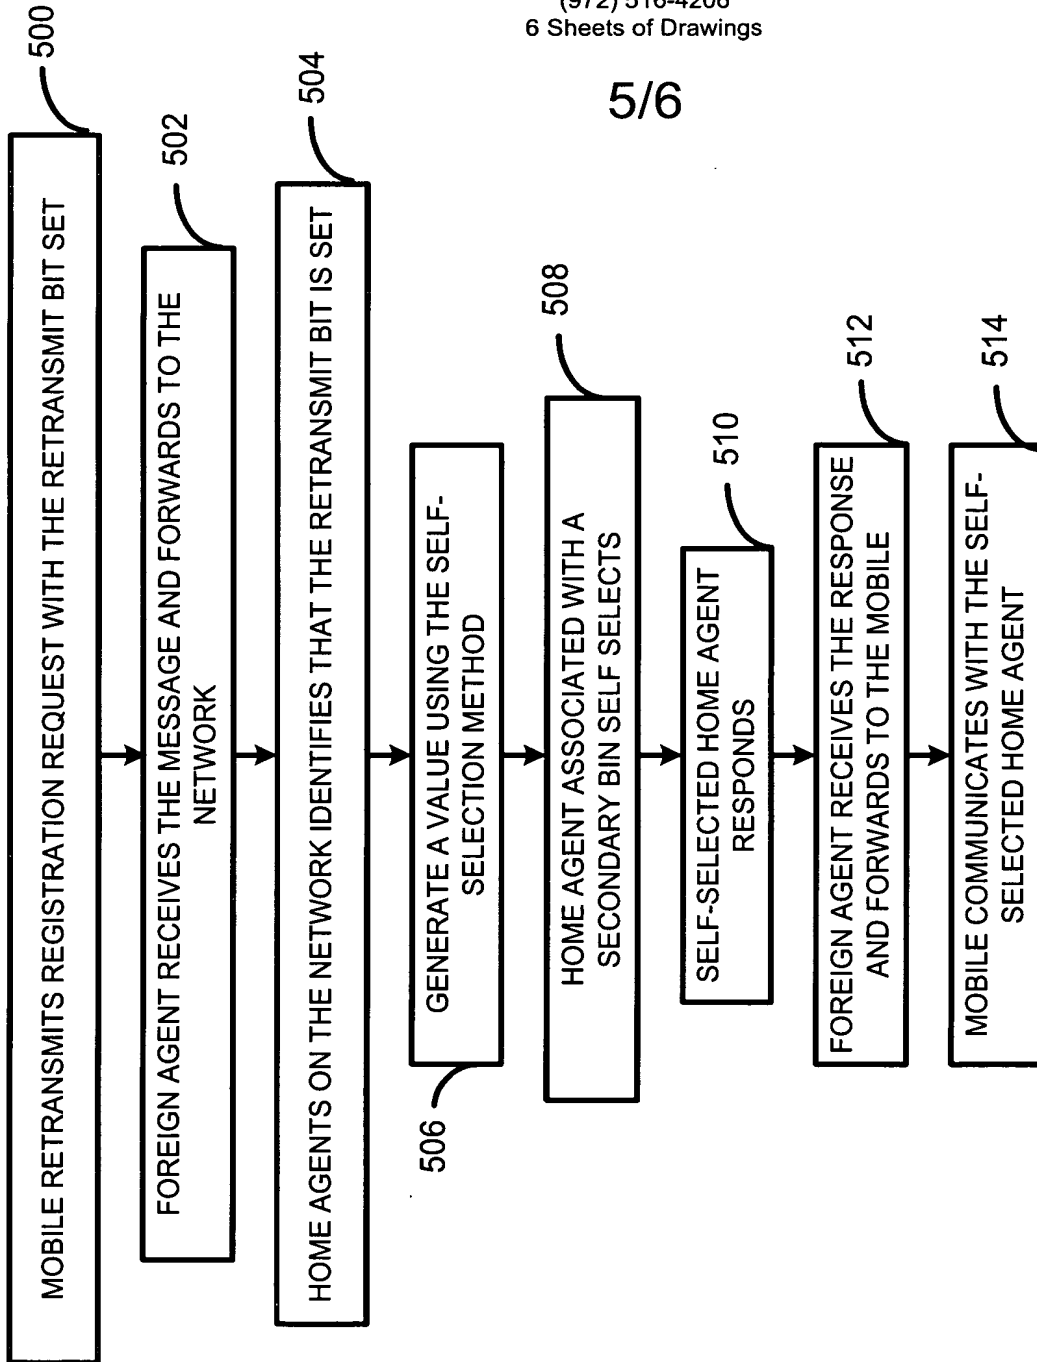 (972) 516-4206
6 Sheets of Drawings
5/6
MOBILE RETRANSMITS REGISTRATION REQUEST WITH THE RETRANSMIT BIT SET
500
FOREIGN AGENT RECEIVES THE MESSAGE AND FORWARDS TO THE
NETWORK
502
HOME AGENTS ON THE NETWORK IDENTIFIES THAT THE RETRANSMIT BIT IS SET
504
GENERATE A VALUE USING THE SELF-
SELECTION METHOD
506
HOME AGENT ASSOCIATED WITH A
SECONDARY BIN SELF SELECTS
508
SELF-SELECTED HOME AGENT
RESPONDS
510
FOREIGN AGENT RECEIVES THE RESPONSE
AND FORWARDS TO THE MOBILE
512
MOBILE COMMUNICATES WITH THE SELF-
SELECTED HOME AGENT
514